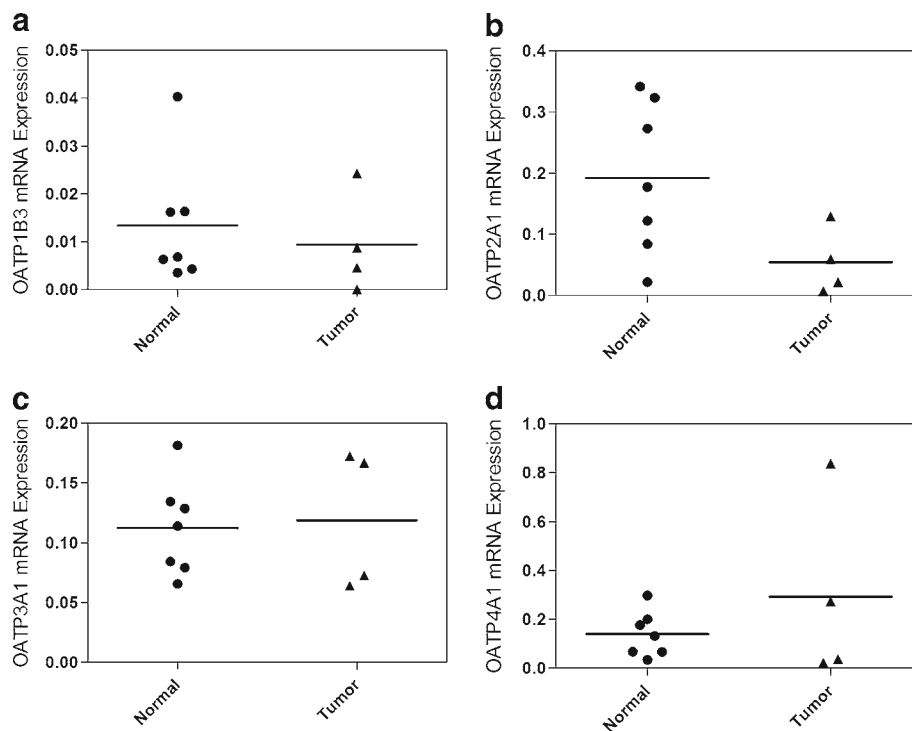 a
OATP1B3 mRNA Expression
0.05
0.04
0.03
0.02
0.01
0.00
Normal
Tumor
b
OATP2A1 mRNA Expression
0.4
0.3
0.2
0.1
0.0
Normal
Tumor
c
OATP3A1 mRNA Expression
0.20
0.15
0.10
0.05
0.00
Normal
Tumor
d
OATP4A1 mRNA Expression
1.0
0.8
0.6
0.4
0.2
0.0
Normal
Tumor